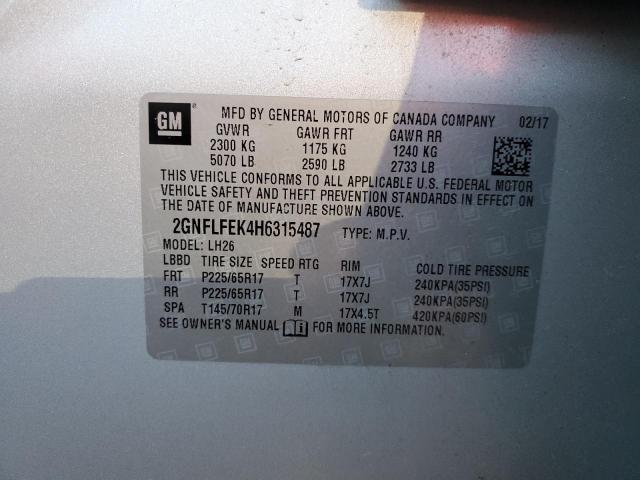 GM ® MFD BY GENERAL MOTORS OF CANADA COMPANY 02/17
GVWR GAWR FRT GAWR RR
2300 KG 1175 KG 1240 KG
5070 LB 2590 LB 2733 LB
THIS VEHICLE CONFORMS TO ALL APPLICABLE U.S. FEDERAL MOTOR
VEHICLE SAFETY AND THEFT PREVENTION STANDARDS IN EFFECT ON
THE DATE OF MANUFACTURE SHOWN ABOVE.
2GNFLFEK4H6315487 TYPE: M.P.V.
MODEL: LH26
LBBD TIRE SIZE SPEED RTG RIM COLD TIRE PRESSURE
FRT P225/65R17 T 17X7J 240KPA(35PSI)
RR P225/65R17 T 17X7J 240KPA(35PSI)
SPA T145/70R17 M 17X4.5T 420KPA(60PSI)
SEE OWNER'S MANUAL FOR MORE INFORMATION.